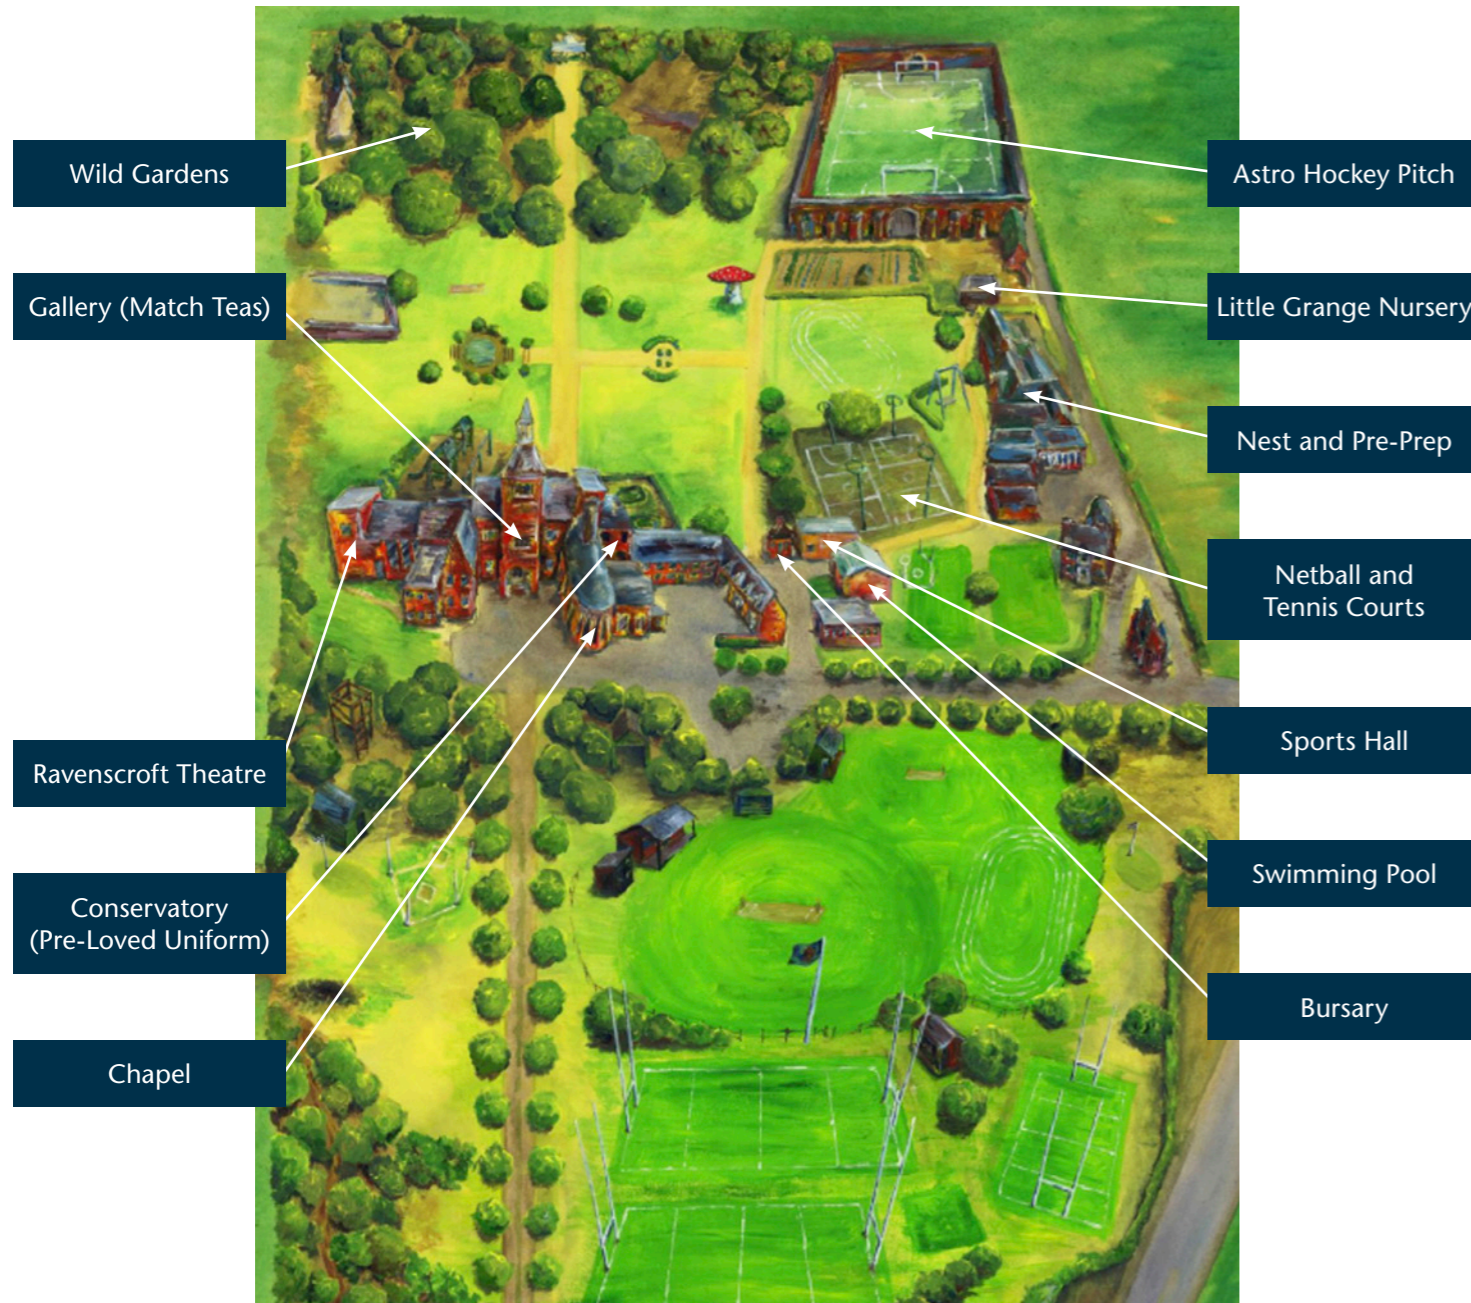 Wild Gardens
Gallery (Match Teas)
Ravenscroft Theatre
Conservatory
(Pre-Loved Uniform)
Chapel
Astro Hockey Pitch
Little Grange Nursery
Nest and Pre-Prep
Netball and
Tennis Courts
Sports Hall
Swimming Pool
Bursary